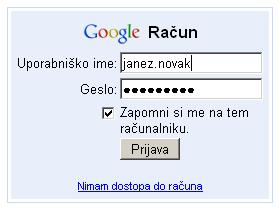 Google Račun
Uporabniško ime: janez.novak
Geslo: ●●●●●●●●●
Zapomni si me na tem
računalniku.
Prijava
Nimam dostopa do računa